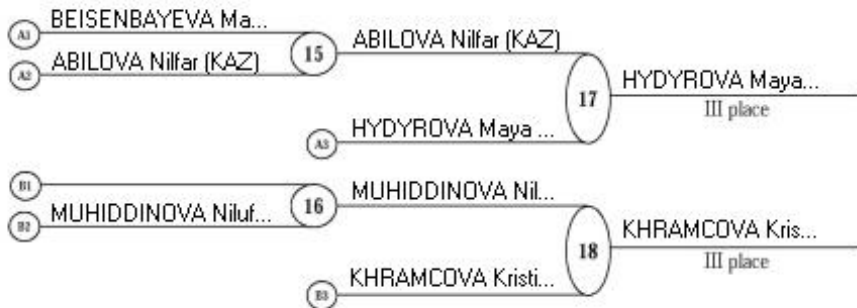 A1 BEISENBAYEVA Ma...
A2 ABILOVA Nilfar (KAZ)
15
ABILOVA Nilfar (KAZ)
A3 HYDYROVA Maya ...
17
HYDYROVA Maya...
III place
B1
B2 MUHIDDINOVA Niluf...
16
MUHIDDINOVA Nil...
B3 KHRAMCOVA Kristi...
18
KHRAMCOVA Kris...
III place